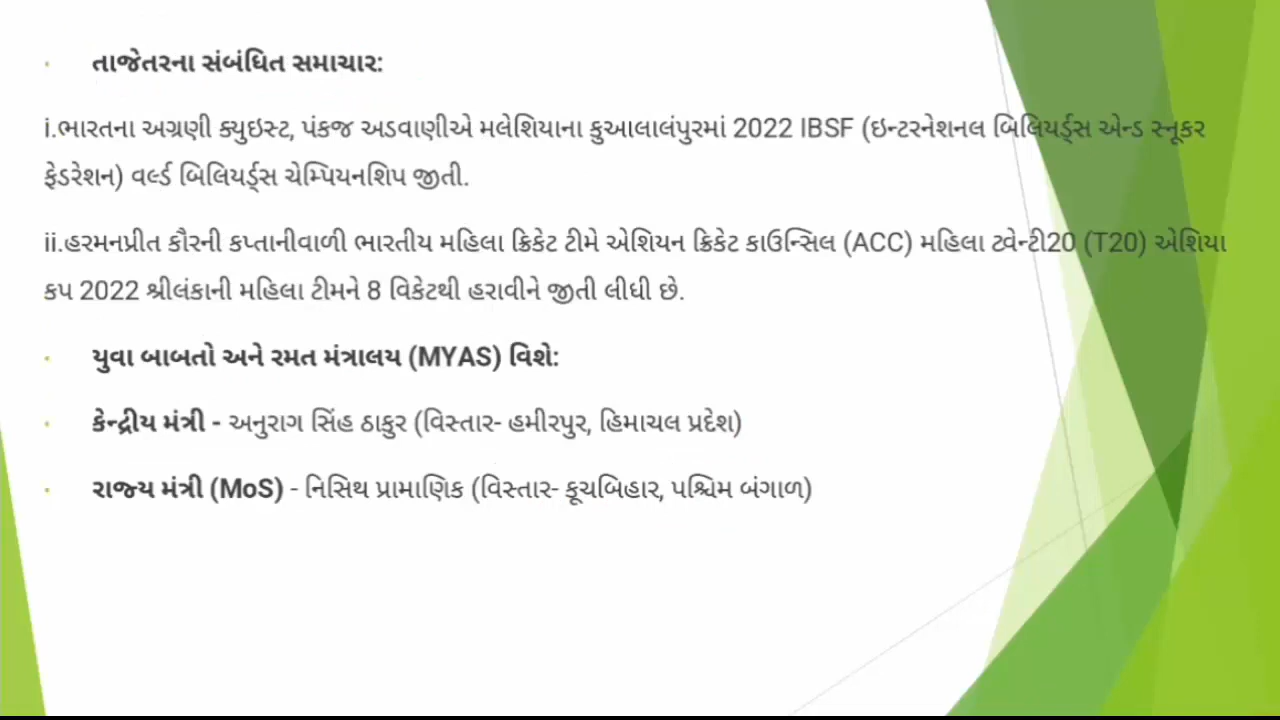 · તાજેતરના સંબંધિત સમાચાર:
i.ભારતના અગ્રણી ક્યુઇસ્ટ, પંકજ અડવાણીએ મલેશિયાના કુઆલાલંપુરમાં 2022 IBSF (ઇન્ટરનેશનલ બિલિયર્ડ્સ એન્ડ સ્નૂકર
ફેડરેશન) વર્લ્ડ બિલિયર્ડ્સ ચેમ્પિયનશિપ જીતી.
ii.હરમનપ્રીત કૌરની કપ્તાનીવાળી ભારતીય મહિલા ક્રિકેટ ટીમે એશિયન ક્રિકેટ કાઉન્સિલ (ACC) મહિલા ટ્વેન્ટી20 (T20) એશિયા
કપ 2022 શ્રીલંકાની મહિલા ટીમને 8 વિકેટથી હરાવીને જીતી લીધી છે.
· યુવા બાબતો અને રમત મંત્રાલય (MYAS) વિશે:
· કેન્દ્રીય મંત્રી - અનુરાગ સિંહ ઠાકુર (વિસ્તાર- હમીરપુર, હિમાચલ પ્રદેશ)
· રાજ્ય મંત્રી (MoS) - નિસિથ પ્રામાણિક (વિસ્તાર- કૂચબિહાર, પશ્ચિમ બંગાળ)